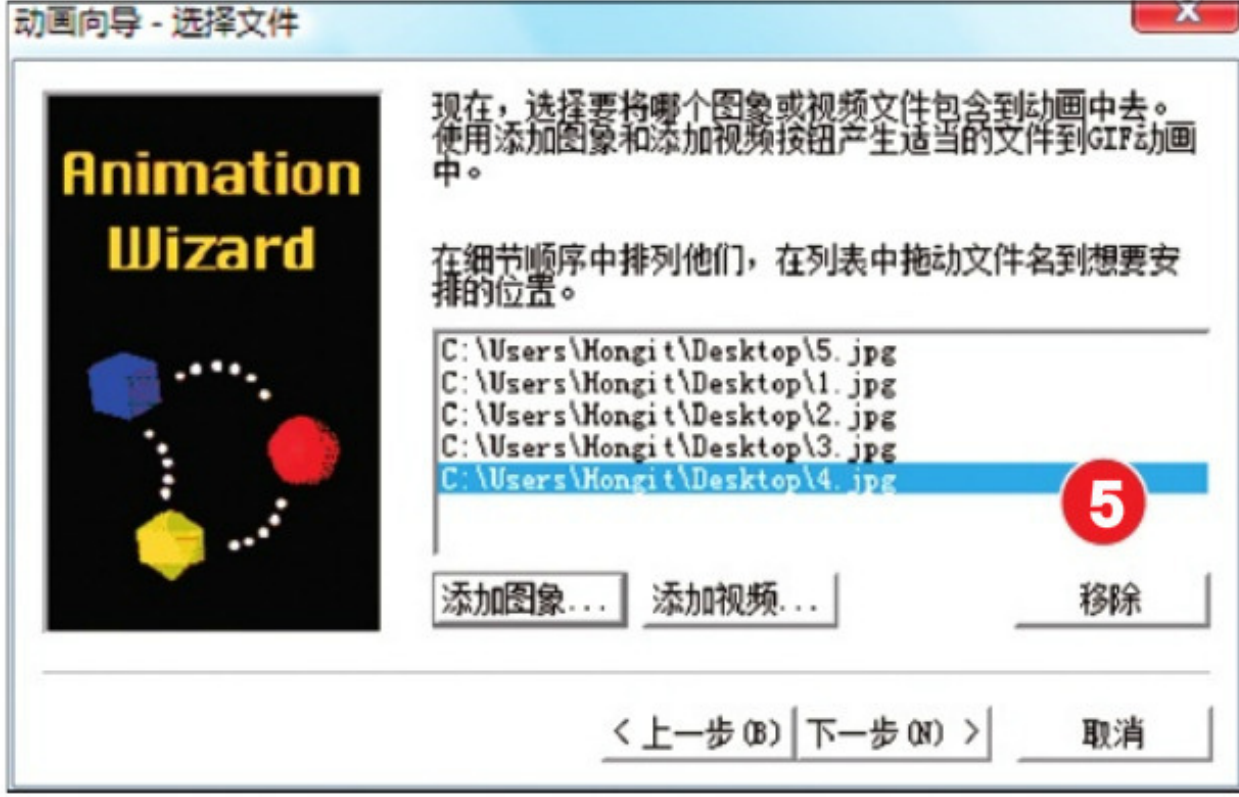 动画向导 - 选择文件
X
Animation
Wizard
现在，选择要将哪个图象或视频文件包含到动画中去。
使用添加图象和添加视频按钮产生适当的文件到GIF动画
中。
在细节顺序中排列他们，在列表中拖动文件名到想要安
排的位置。
C:\Users\Hongit\Desktop\5.jpg
C:\Users\Hongit\Desktop\1.jpg
C:\Users\Hongit\Desktop\2.jpg
C:\Users\Hongit\Desktop\3.jpg
C:\Users\Hongit\Desktop\4.jpg
5
添加图象... 添加视频... 移除
< 上一步(B) 下一步(N) > 取消